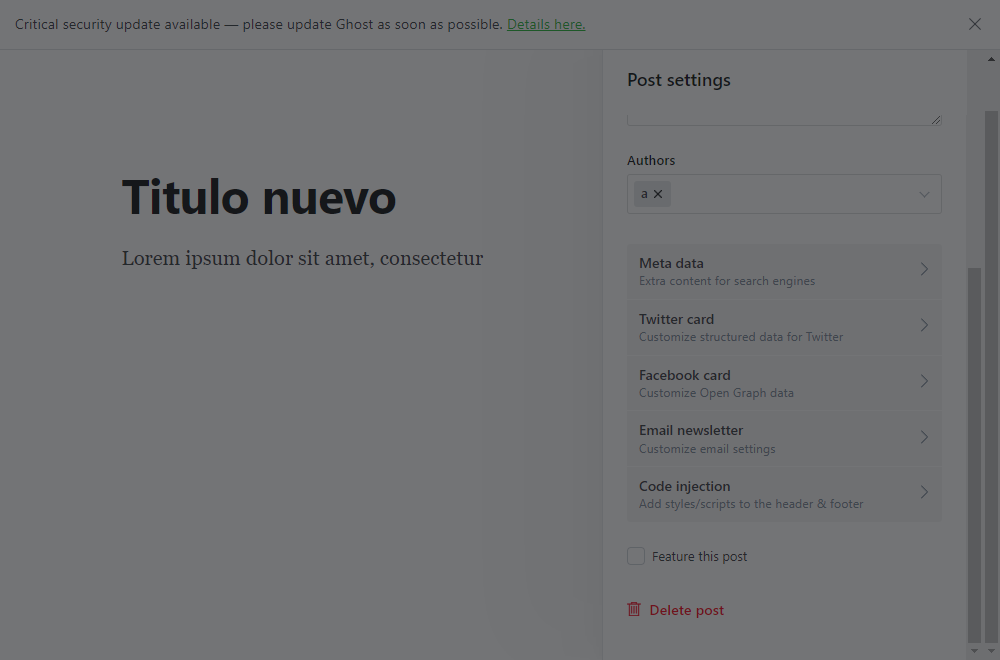 Critical security update available — please update Ghost as soon as possible. Details here.
Post settings
Titulo nuevo
Lorem ipsum dolor sit amet, consectetur
Authors
a
Meta data
Extra content for search engines
Twitter card
Customize structured data for Twitter
Facebook card
Customize Open Graph data
Email newsletter
Customize email settings
Code injection
Add styles/scripts to the header & footer
Feature this post
Delete post